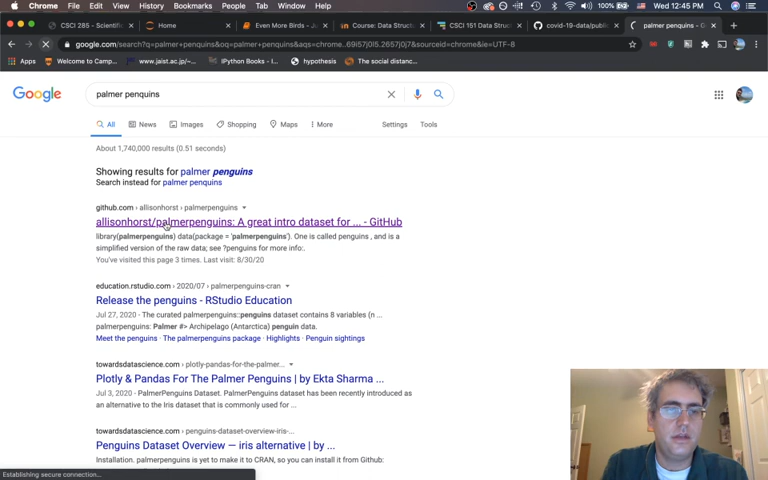 Chrome File Edit View History Bookmarks People Tab Window Help 100% Wed 12:45 PM
CSCI 285 - Scientifi Home Even More Birds - Ju Course: Data Struct CSCI 151 Data Struc covid-19-data/public palmer penguins - G
google.com/search?q=palmer+penquins&oq=palmer+penquins&aqs=chrome..69i57j0i5.2657j0j7&sourceid=chrome&ie=UTF-8
Apps Welcome to Camp... www.jaist.ac.jp/~... IPython Books - I... hypothesis The social distanc...
Google palmer penquins
All News Images Shopping Maps More Settings Tools
About 1,740,000 results (0.51 seconds)
Showing results for palmer penguins
Search instead for palmer penquins
github.com › allisonhorst › palmerpenguins
allisonhorst/palmerpenguins: A great intro dataset for ... - GitHub
library(palmerpenguins) data(package = 'palmerpenguins'). One is called penguins , and is a
simplified version of the raw data; see ?penguins for more info:.
You've visited this page 3 times. Last visit: 8/30/20
education.rstudio.com › 2020/07 › palmerpenguins-cran
Release the penguins - RStudio Education
Jul 27, 2020 - The curated palmerpenguins::penguins dataset contains 8 variables (n ...
palmerpenguins: Palmer #> Archipelago (Antarctica) penguin data.
Meet the penguins · The palmerpenguins package · Highlights · Penguin sightings
towardsdatascience.com › plotly-pandas-for-the-palmer...
Plotly & Pandas For The Palmer Penguins | by Ekta Sharma ...
Jul 3, 2020 - PalmerPenguins Dataset. PalmerPenguins dataset has been recently introduced as
an alternative to the Iris dataset that is commonly used for ...
towardsdatascience.com › penguins-dataset-overview-iris-...
Penguins Dataset Overview — iris alternative | by ...
Installation. palmerpenguins is yet to make it to CRAN, so you can install it from Github:
Establishing secure connection...